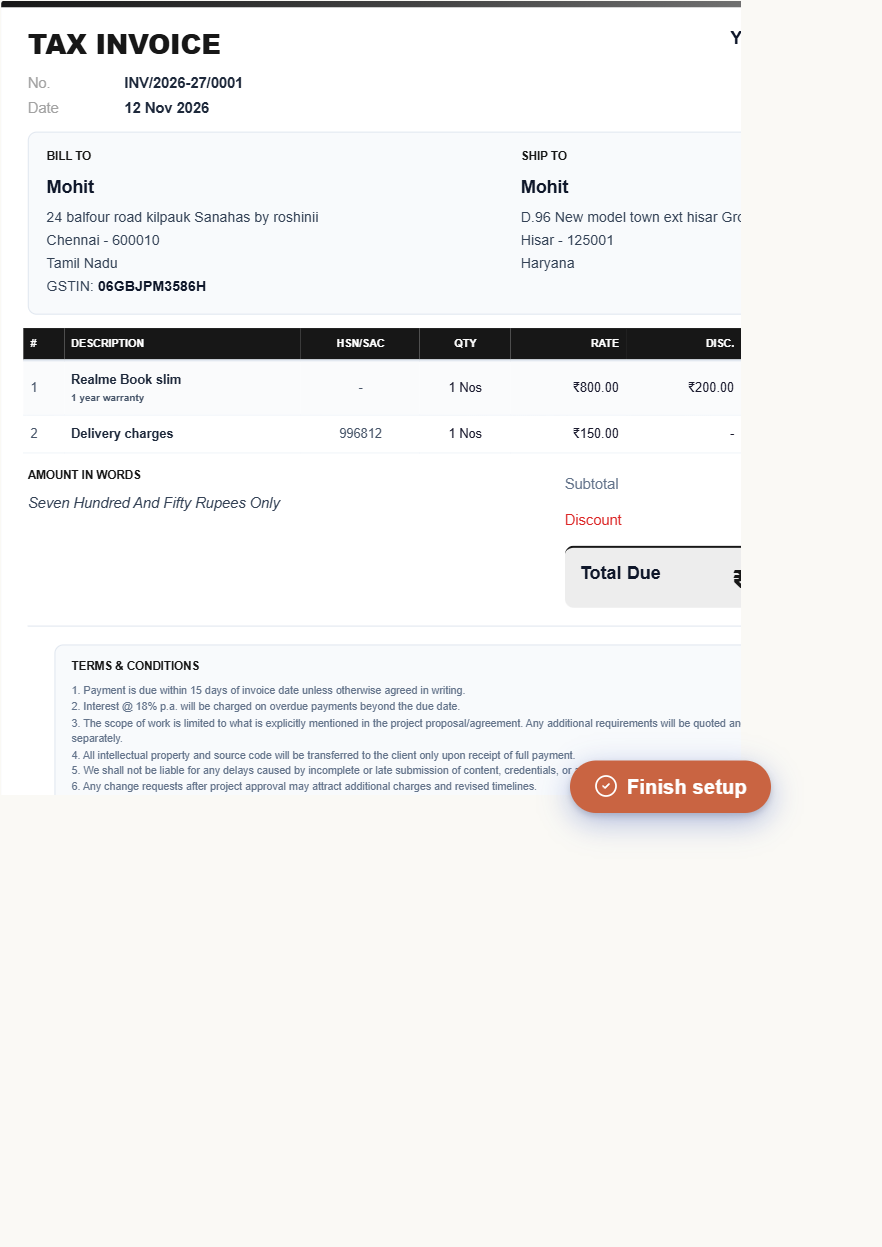 TAX INVOICE
Y
No. INV/2026-27/0001
Date 12 Nov 2026
BILL TO
Mohit
24 balfour road kilpauk Sanahas by roshinii
Chennai - 600010
Tamil Nadu
GSTIN: 06GBJPM3586H
SHIP TO
Mohit
D.96 New model town ext hisar Gro
Hisar - 125001
Haryana
# DESCRIPTION HSN/SAC QTY RATE DISC.
1 Realme Book slim - 1 Nos ₹800.00 ₹200.00
1 year warranty
2 Delivery charges 996812 1 Nos ₹150.00 -
AMOUNT IN WORDS
Seven Hundred And Fifty Rupees Only
Subtotal
Discount
Total Due ₹
TERMS & CONDITIONS
1. Payment is due within 15 days of invoice date unless otherwise agreed in writing.
2. Interest @ 18% p.a. will be charged on overdue payments beyond the due date.
3. The scope of work is limited to what is explicitly mentioned in the project proposal/agreement. Any additional requirements will be quoted an
separately.
4. All intellectual property and source code will be transferred to the client only upon receipt of full payment.
5. We shall not be liable for any delays caused by incomplete or late submission of content, credentials, or
6. Any change requests after project approval may attract additional charges and revised timelines.
Finish setup